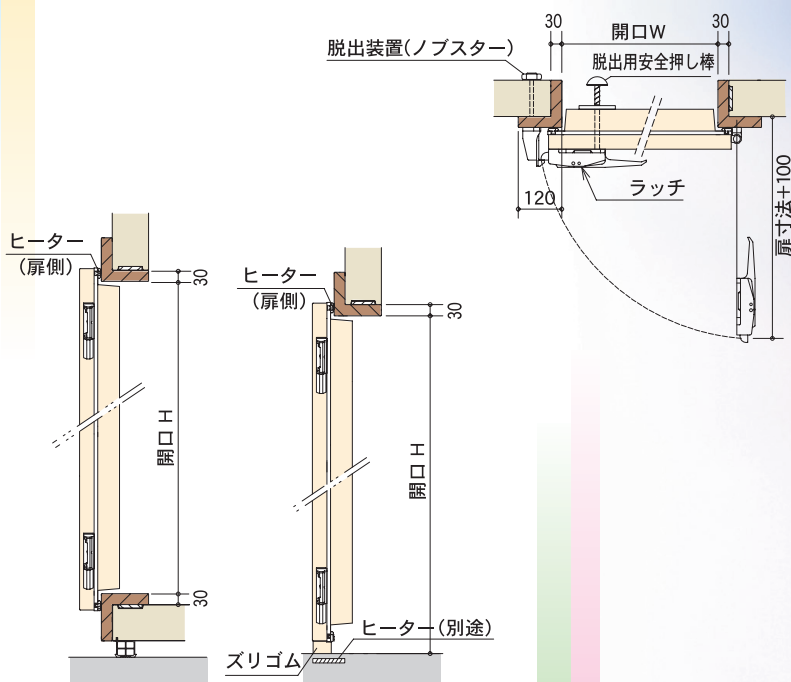 30
開口W
30
脱出装置(ノブスター)
脱出用安全押し棒
120
ラッチ
扉寸法+100
ヒーター
(扉側)
30
開口 H
30
ヒーター
(扉側)
30
開口 H
ズリゴム
ヒーター(別途)